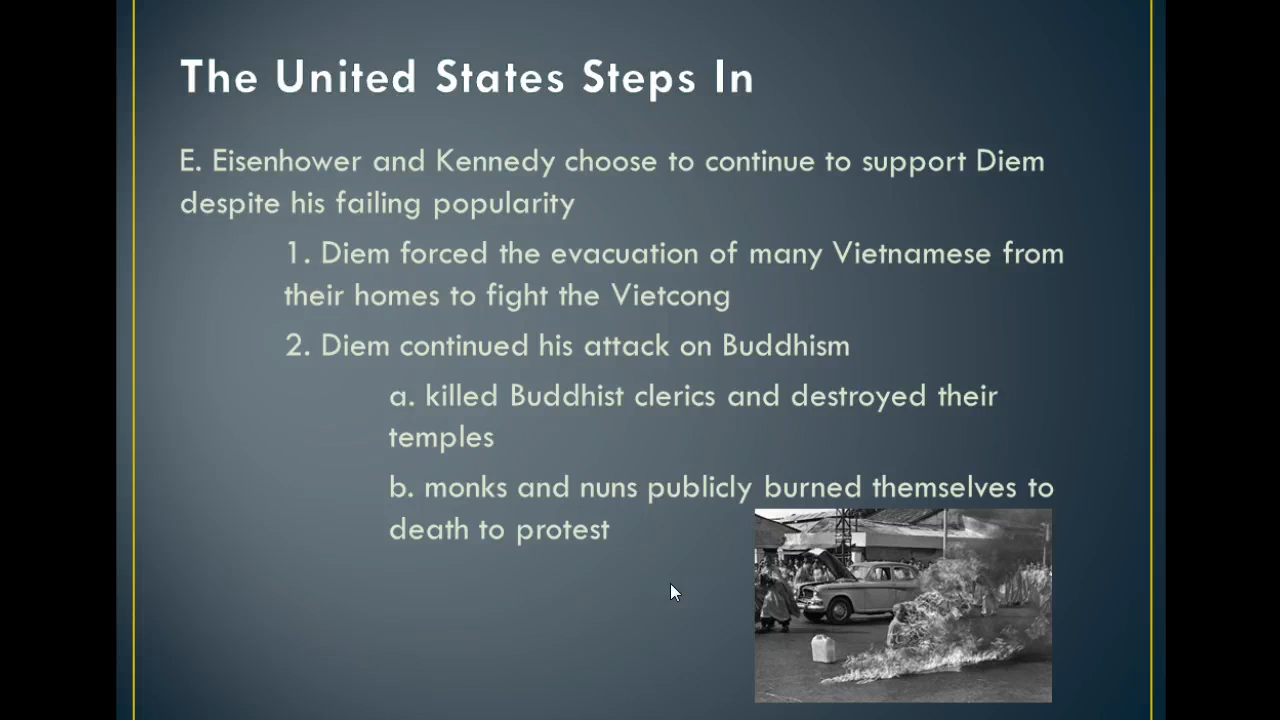 The United States Steps In
E. Eisenhower and Kennedy choose to continue to support Diem
despite his failing popularity
1. Diem forced the evacuation of many Vietnamese from
their homes to fight the Vietcong
2. Diem continued his attack on Buddhism
a. killed Buddhist clerics and destroyed their
temples
b. monks and nuns publicly burned themselves to
death to protest